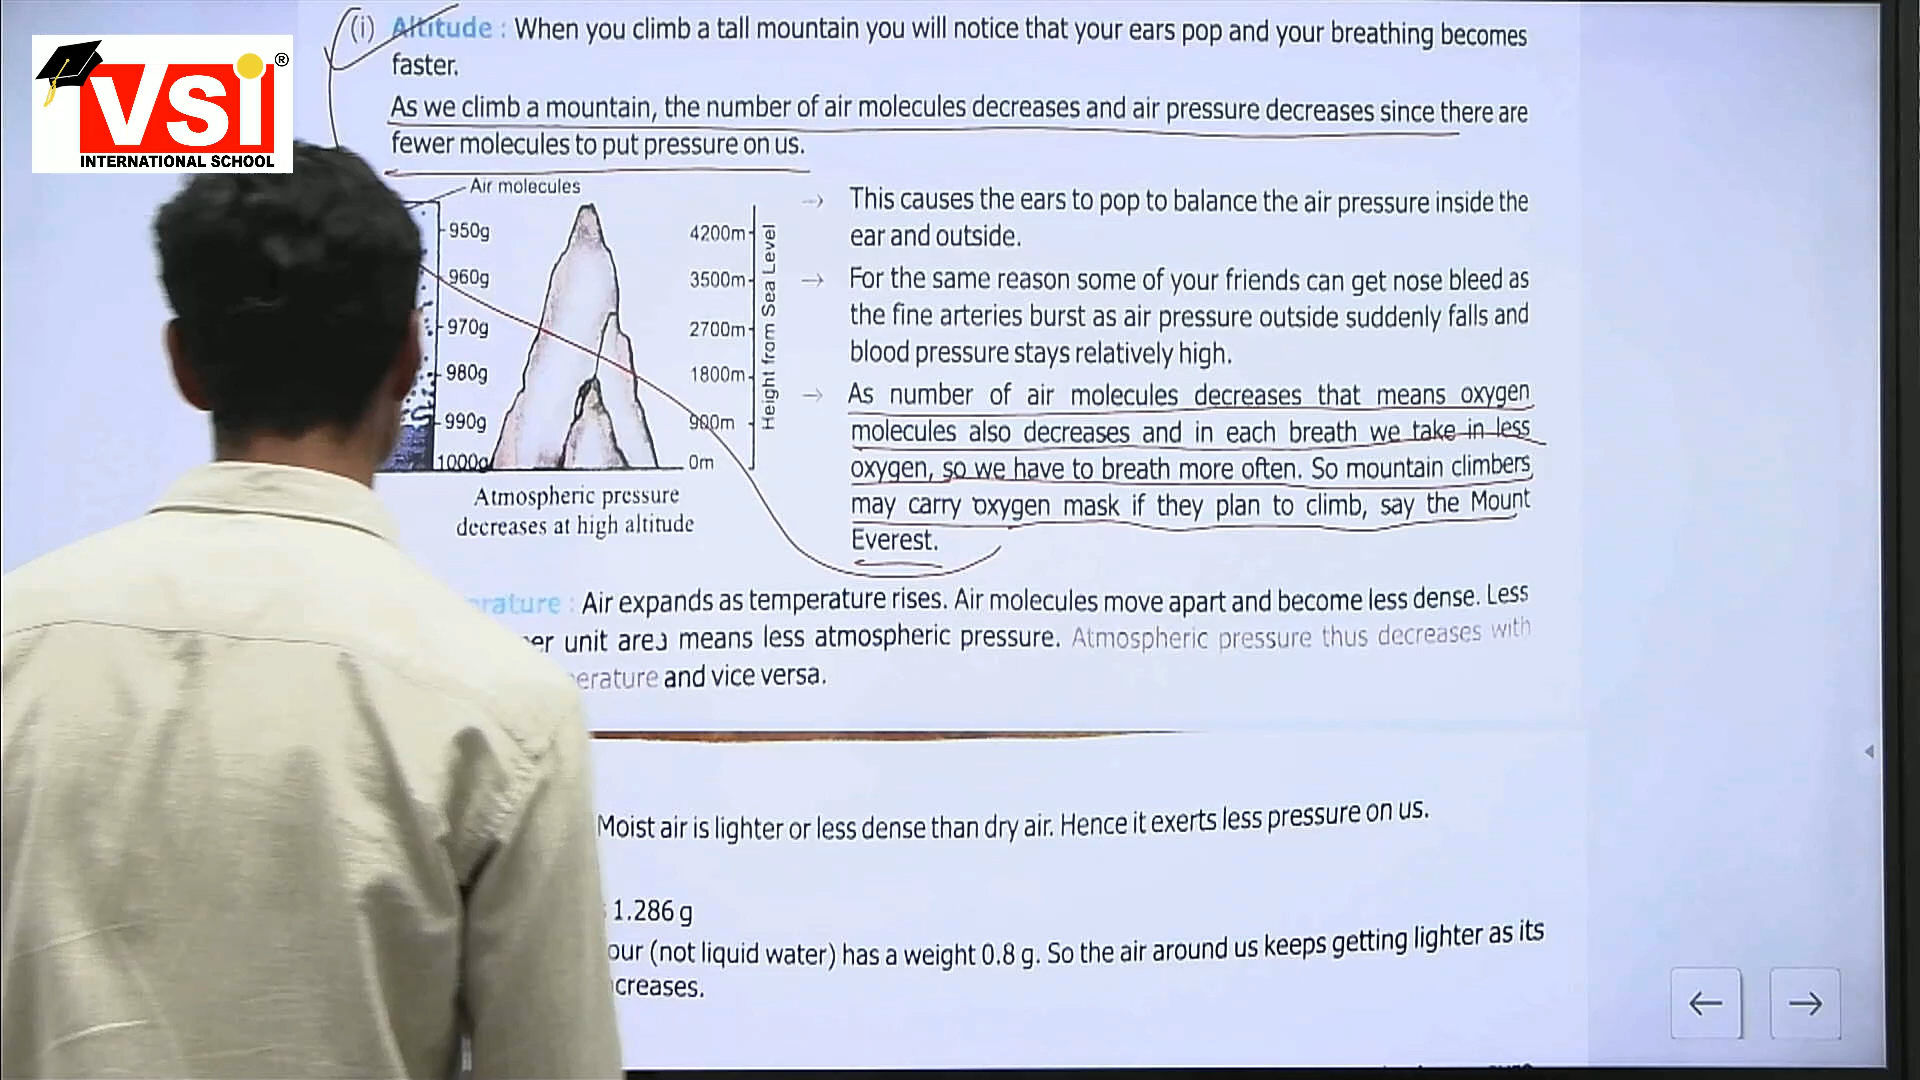 VSI ®
INTERNATIONAL SCHOOL
(i) Altitude : When you climb a tall mountain you will notice that your ears pop and your breathing becomes
faster.
As we climb a mountain, the number of air molecules decreases and air pressure decreases since there are
fewer molecules to put pressure on us.
Air molecules
950g
960g
970g
980g
990g
1000g
4200m
3500m
2700m
1800m
900m
0m
Height from Sea Level
Atmospheric pressure
decreases at high altitude
→ This causes the ears to pop to balance the air pressure inside the
ear and outside.
→ For the same reason some of your friends can get nose bleed as
the fine arteries burst as air pressure outside suddenly falls and
blood pressure stays relatively high.
→ As number of air molecules decreases that means oxygen
molecules also decreases and in each breath we take in less
oxygen, so we have to breath more often. So mountain climbers
may carry oxygen mask if they plan to climb, say the Mount
Everest.
: Air expands as temperature rises. Air molecules move apart and become less dense. Less
unit area means less atmospheric pressure. Atmospheric pressure thus decreases with
and vice versa.
Moist air is lighter or less dense than dry air. Hence it exerts less pressure on us.
1.286 g
(not liquid water) has a weight 0.8 g. So the air around us keeps getting lighter as its
← →